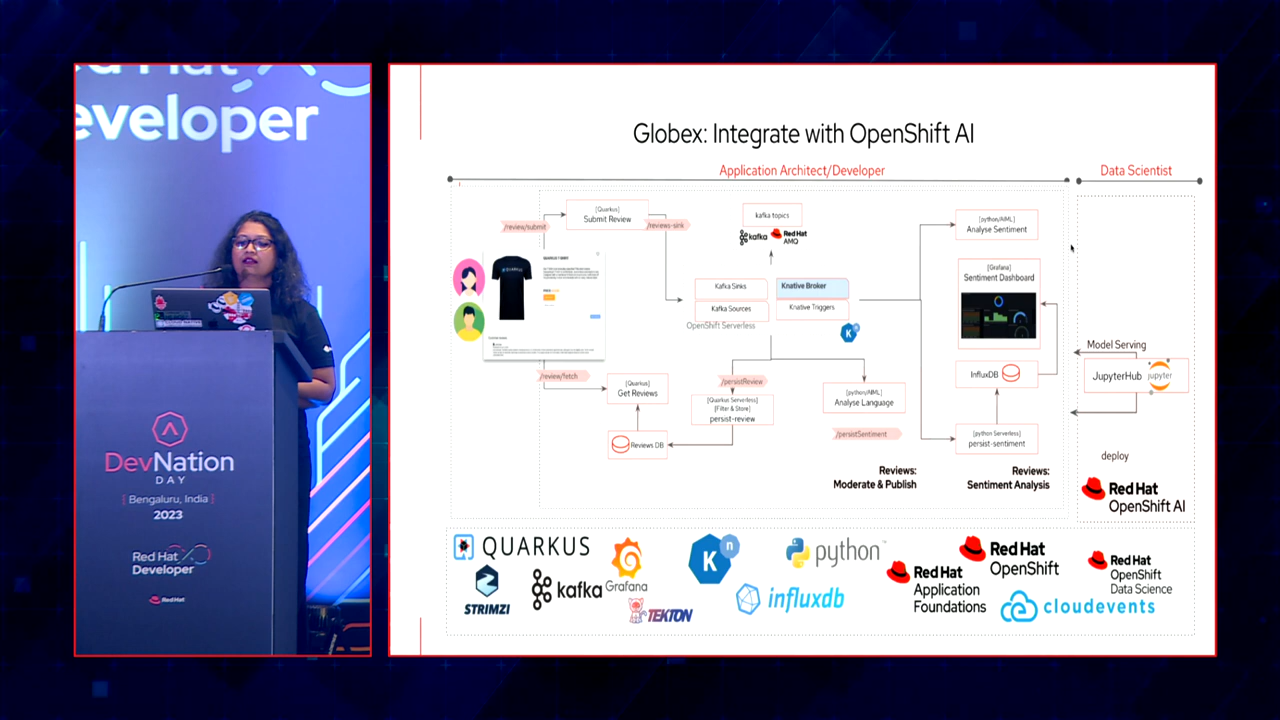 d Hat
eveloper
DevNation
DAY
Bengaluru, India
2023
Red Hat
Developer
Red Hat
Globex: Integrate with OpenShift AI
Application Architect/Developer
Data Scientist
[Quarkus]
Submit Review
/review/submit
/reviews-sink
kafka topics
kafka
Red Hat
AMQ
[python/AIML]
Analyse Sentiment
QUARKUS T-SHIRT
QUARKUS
Kafka Sinks
Knative Broker
Kafka Sources
Knative Triggers
OpenShift Serverless
K
n
[Grafana]
Sentiment Dashboard
Model Serving
JupyterHub
jupyter
InfluxDB
/review/fetch
[Quarkus]
Get Reviews
/persistReview
[Quarkus Serverless]
[Filter & Store]
persist-review
[python/AIML]
Analyse Language
/persistSentiment
Reviews DB
[python Serverless]
persist-sentiment
deploy
Reviews:
Moderate & Publish
Reviews:
Sentiment Analysis
Red Hat
OpenShift AI
QUARKUS
Grafana
K
n
python
Red Hat
OpenShift
Red Hat
OpenShift
Data Science
STRIMZI
kafka
TEKTON
influxdb
Red Hat
Application
Foundations
cloudevents